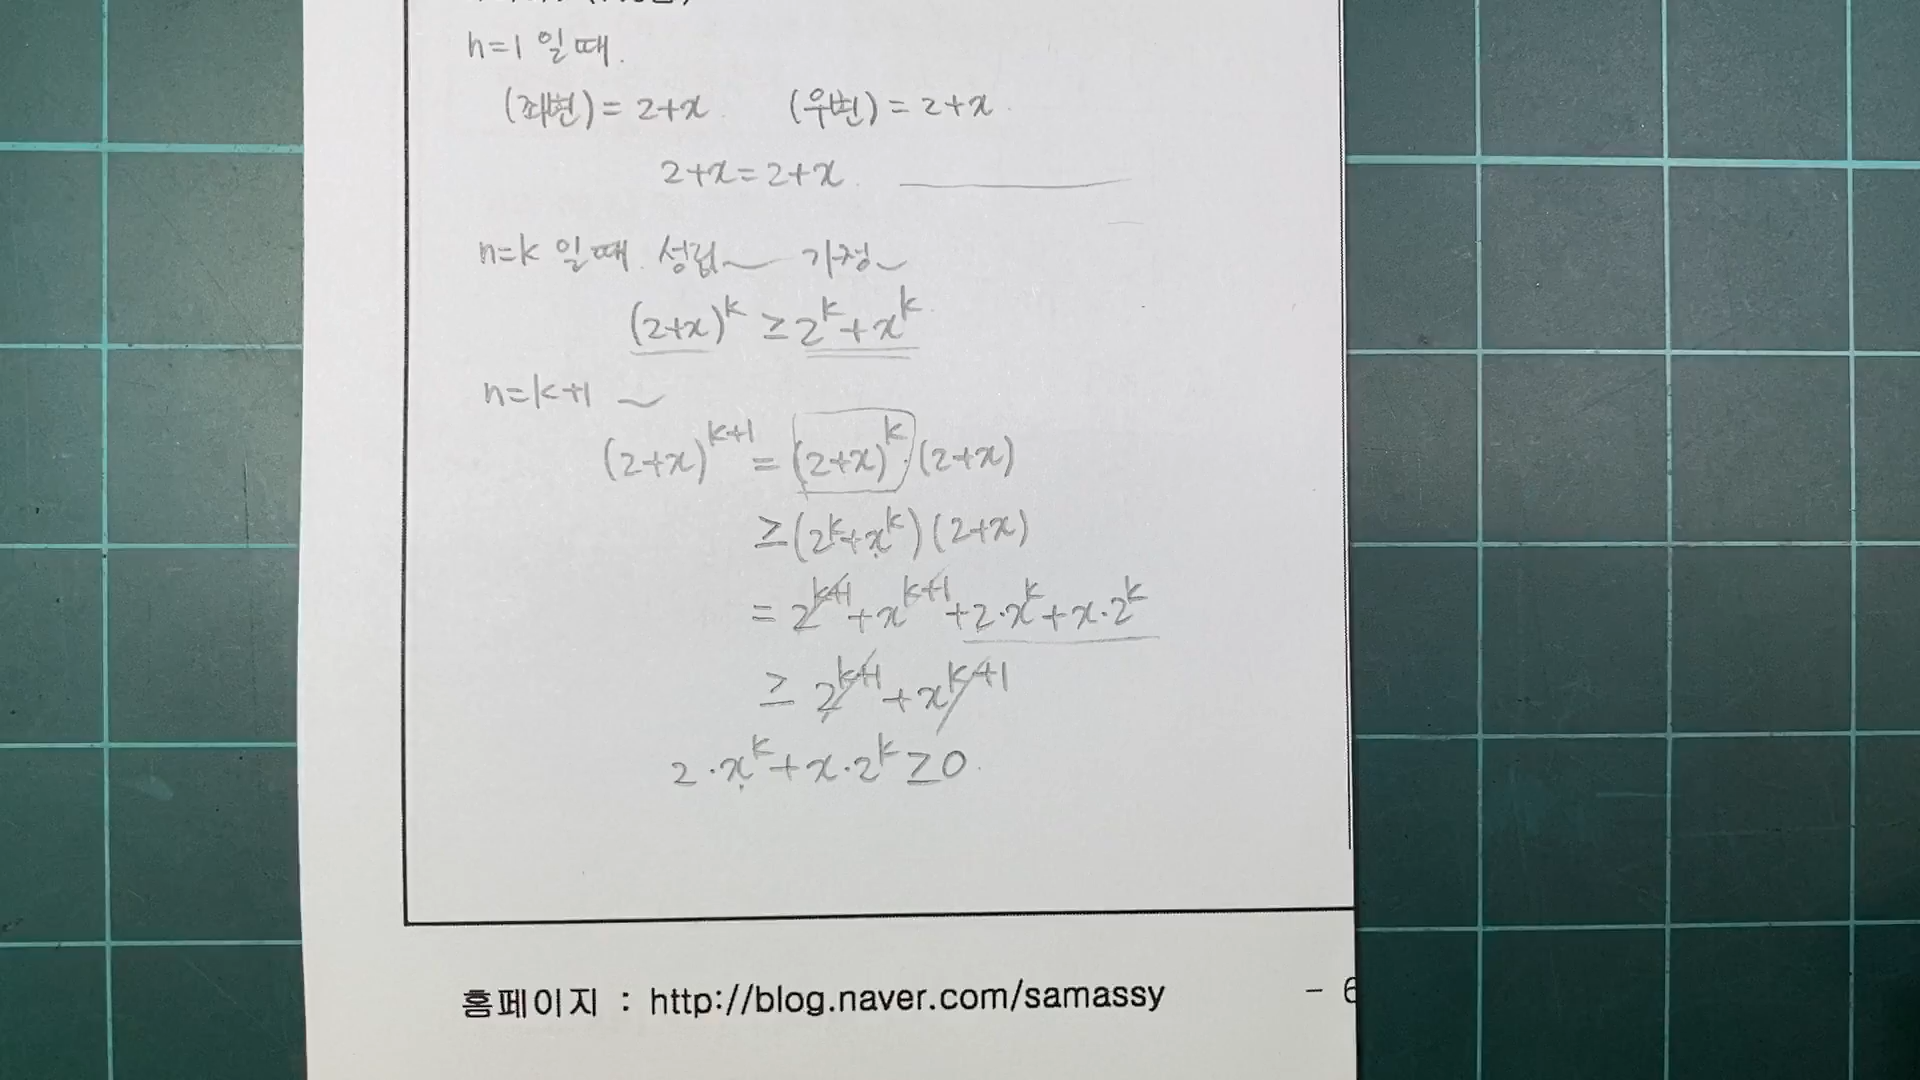 n=1 일때.
(좌변) = 2+x (우변) = 2+x.
2+x=2+x.
n=k 일때 성립~ 가정~
(2+x)^k ≥ 2^k+x^k.
n=k+1 ~
(2+x)^{k+1} = (2+x)^k·(2+x)
≥(2^k+x^k)(2+x)
= 2^{k+1}+x^{k+1}+2·x^k+x·2^k
≥ 2^{k+1}+x^{k+1}
2·x^k+x·2^k≥0.
홈페이지 : http://blog.naver.com/samassy - 6